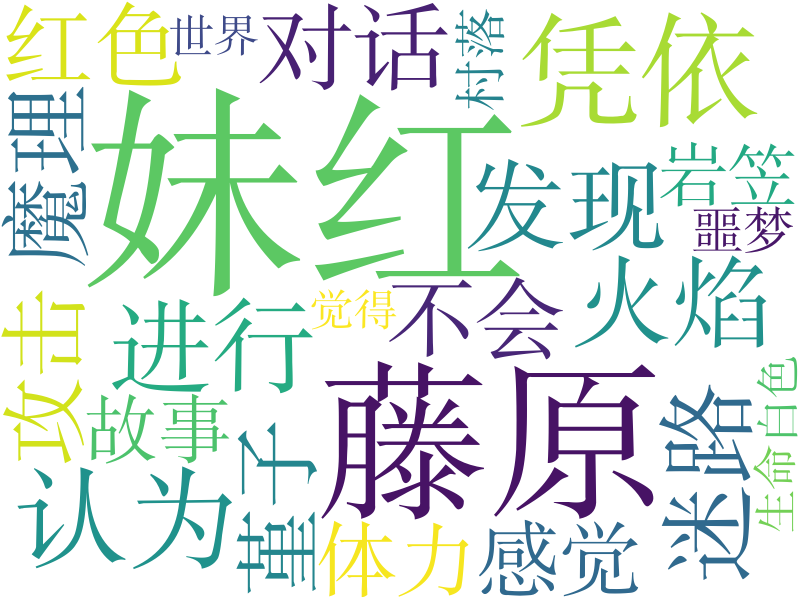 红色
世界
对话
村落
凭依
魔理
妹红
发现
岩笠
噩梦
攻击
进行
觉得
不会
火焰
故事
藤原
迷路
白色
认为
董子
体力
感觉
生命